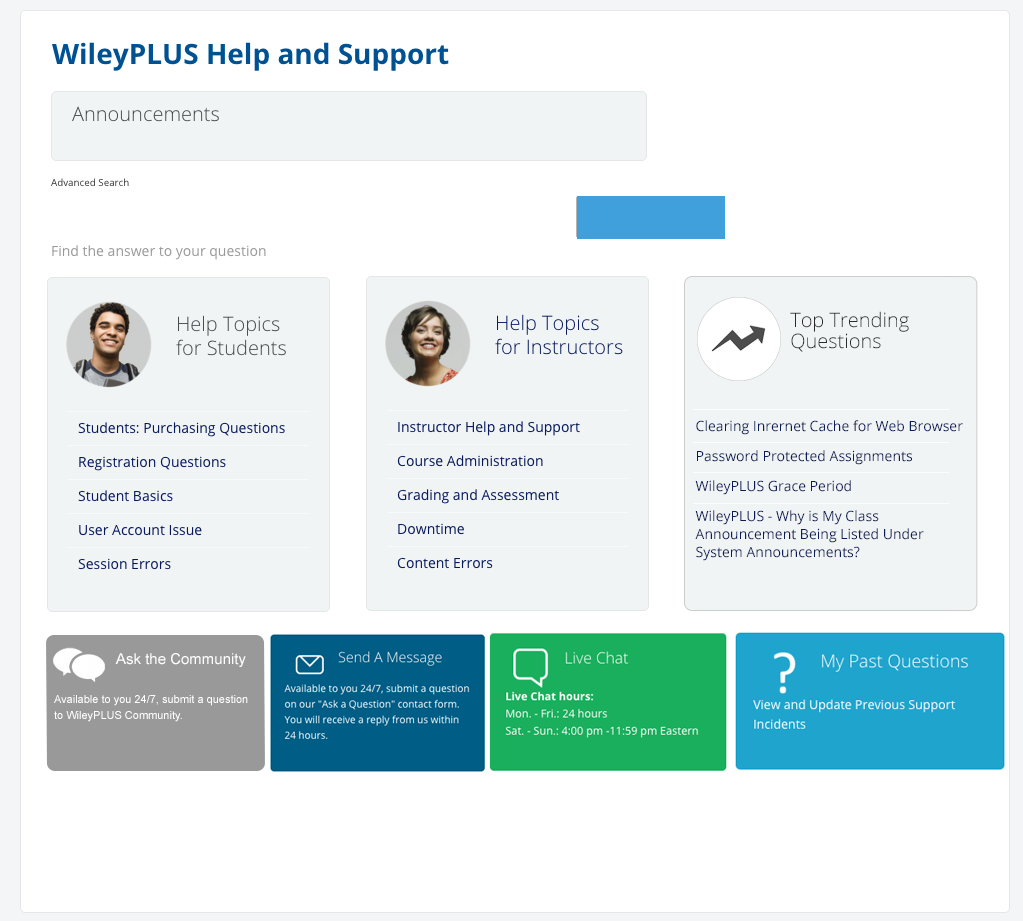 WileyPLUS Help and Support
Announcements
Advanced Search
Find the answer to your question
Help Topics
for Students
Students: Purchasing Questions
Registration Questions
Student Basics
User Account Issue
Session Errors
Help Topics
for Instructors
Instructor Help and Support
Course Administration
Grading and Assessment
Downtime
Content Errors
Top Trending
Questions
Clearing Inrernet Cache for Web Browser
Password Protected Assignments
WileyPLUS Grace Period
WileyPLUS - Why is My Class
Announcement Being Listed Under
System Announcements?
Ask the Community
Available to you 24/7, submit a question
to WileyPLUS Community.
Send A Message
Available to you 24/7, submit a question
on our "Ask a Question" contact form.
You will receive a reply from us within
24 hours.
Live Chat
Live Chat hours:
Mon. - Fri.: 24 hours
Sat. - Sun.: 4:00 pm -11:59 pm Eastern
My Past Questions
View and Update Previous Support
Incidents